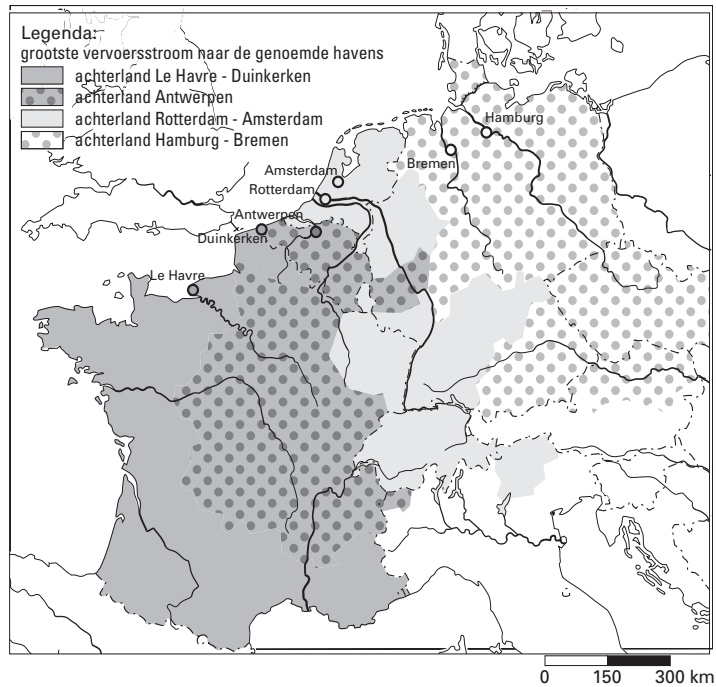 Legenda:
grootste vervoersstroom naar de genoemde havens
achterland Le Havre - Duinkerken
achterland Antwerpen
achterland Rotterdam - Amsterdam
achterland Hamburg - Bremen
Hamburg
Bremen
Amsterdam
Rotterdam
Antwerpen
Duinkerken
Le Havre
0 150 300 km